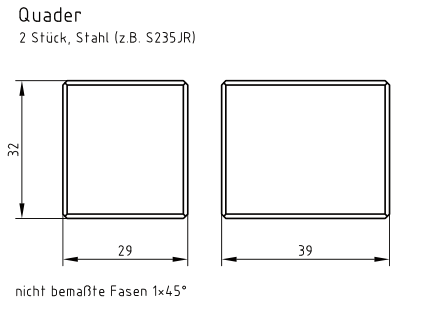 Quader
2 Stück, Stahl (z.B. S235JR)
32
29
39
nicht bemaßte Fasen 1×45°